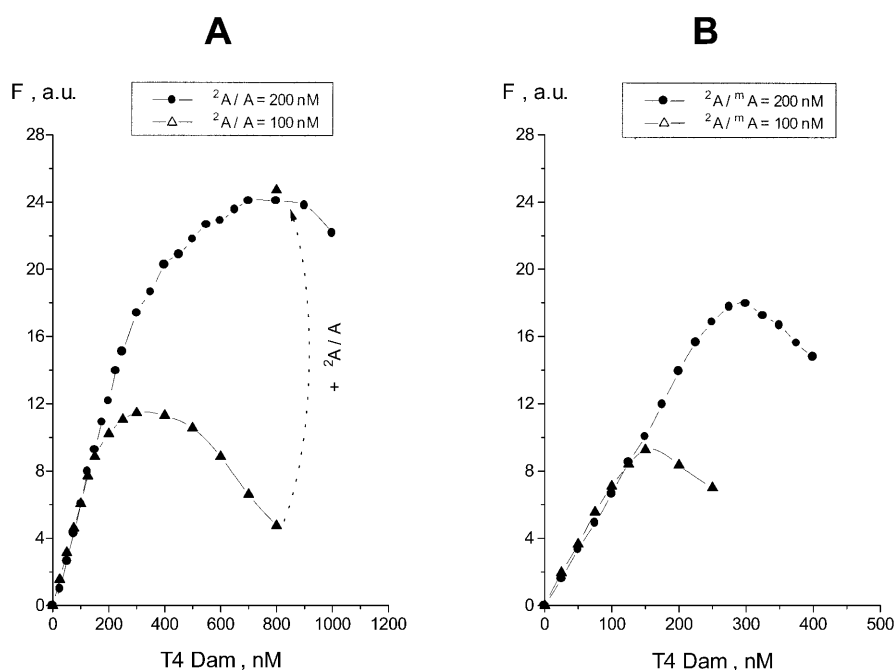 A
F , a.u.
²A / A = 200 nM
²A / A = 100 nM
28
24
20
16
12
8
4
0
+ ²A / A
0 200 400 600 800 1000 1200
T4 Dam , nM
B
F , a.u.
²A / ᵐ A = 200 nM
²A / ᵐ A = 100 nM
28
24
20
16
12
8
4
0
0 100 200 300 400 500
T4 Dam , nM